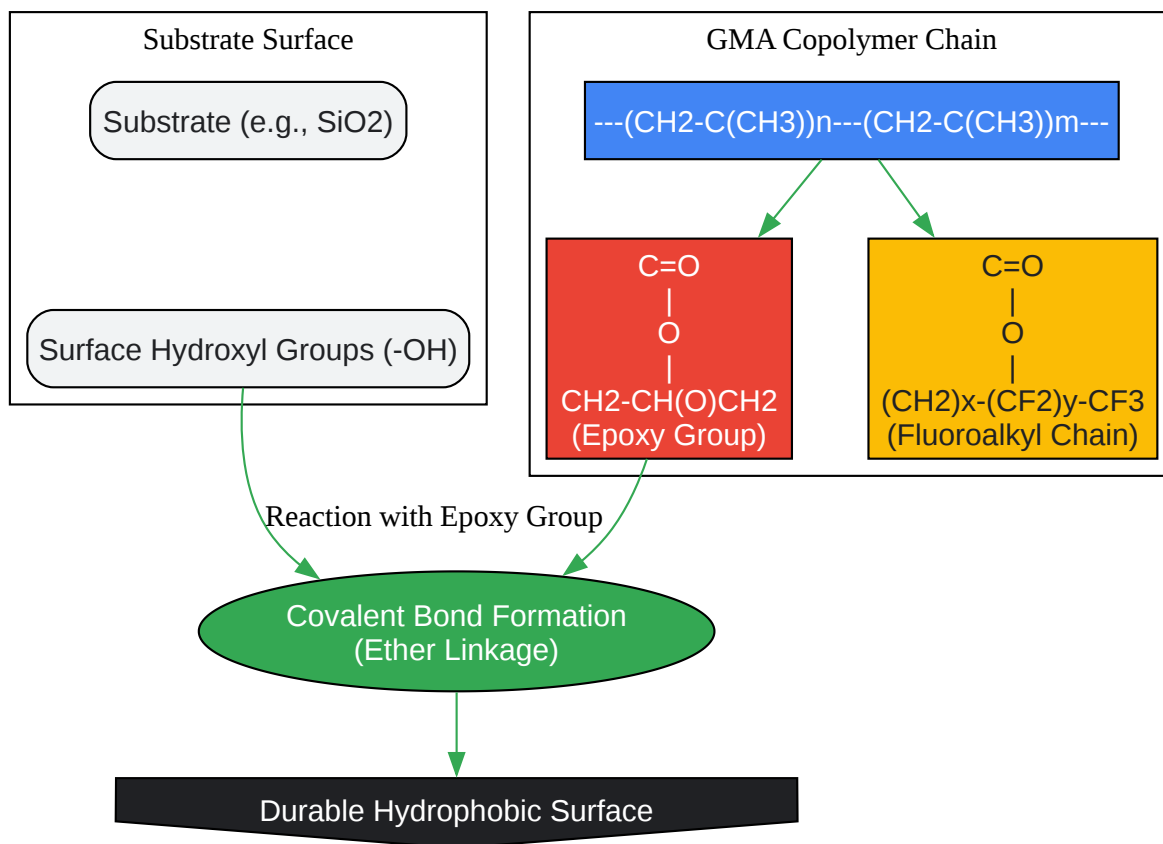 Substrate Surface
Substrate (e.g., SiO2)
Surface Hydroxyl Groups (-OH)
GMA Copolymer Chain
---(CH2-C(CH3))n---(CH2-C(CH3))m---
C=O
|
O
|
CH2-CH(O)CH2
(Epoxy Group)
C=O
|
O
|
(CH2)x-(CF2)y-CF3
(Fluoroalkyl Chain)
Reaction with Epoxy Group
Covalent Bond Formation
(Ether Linkage)
Durable Hydrophobic Surface